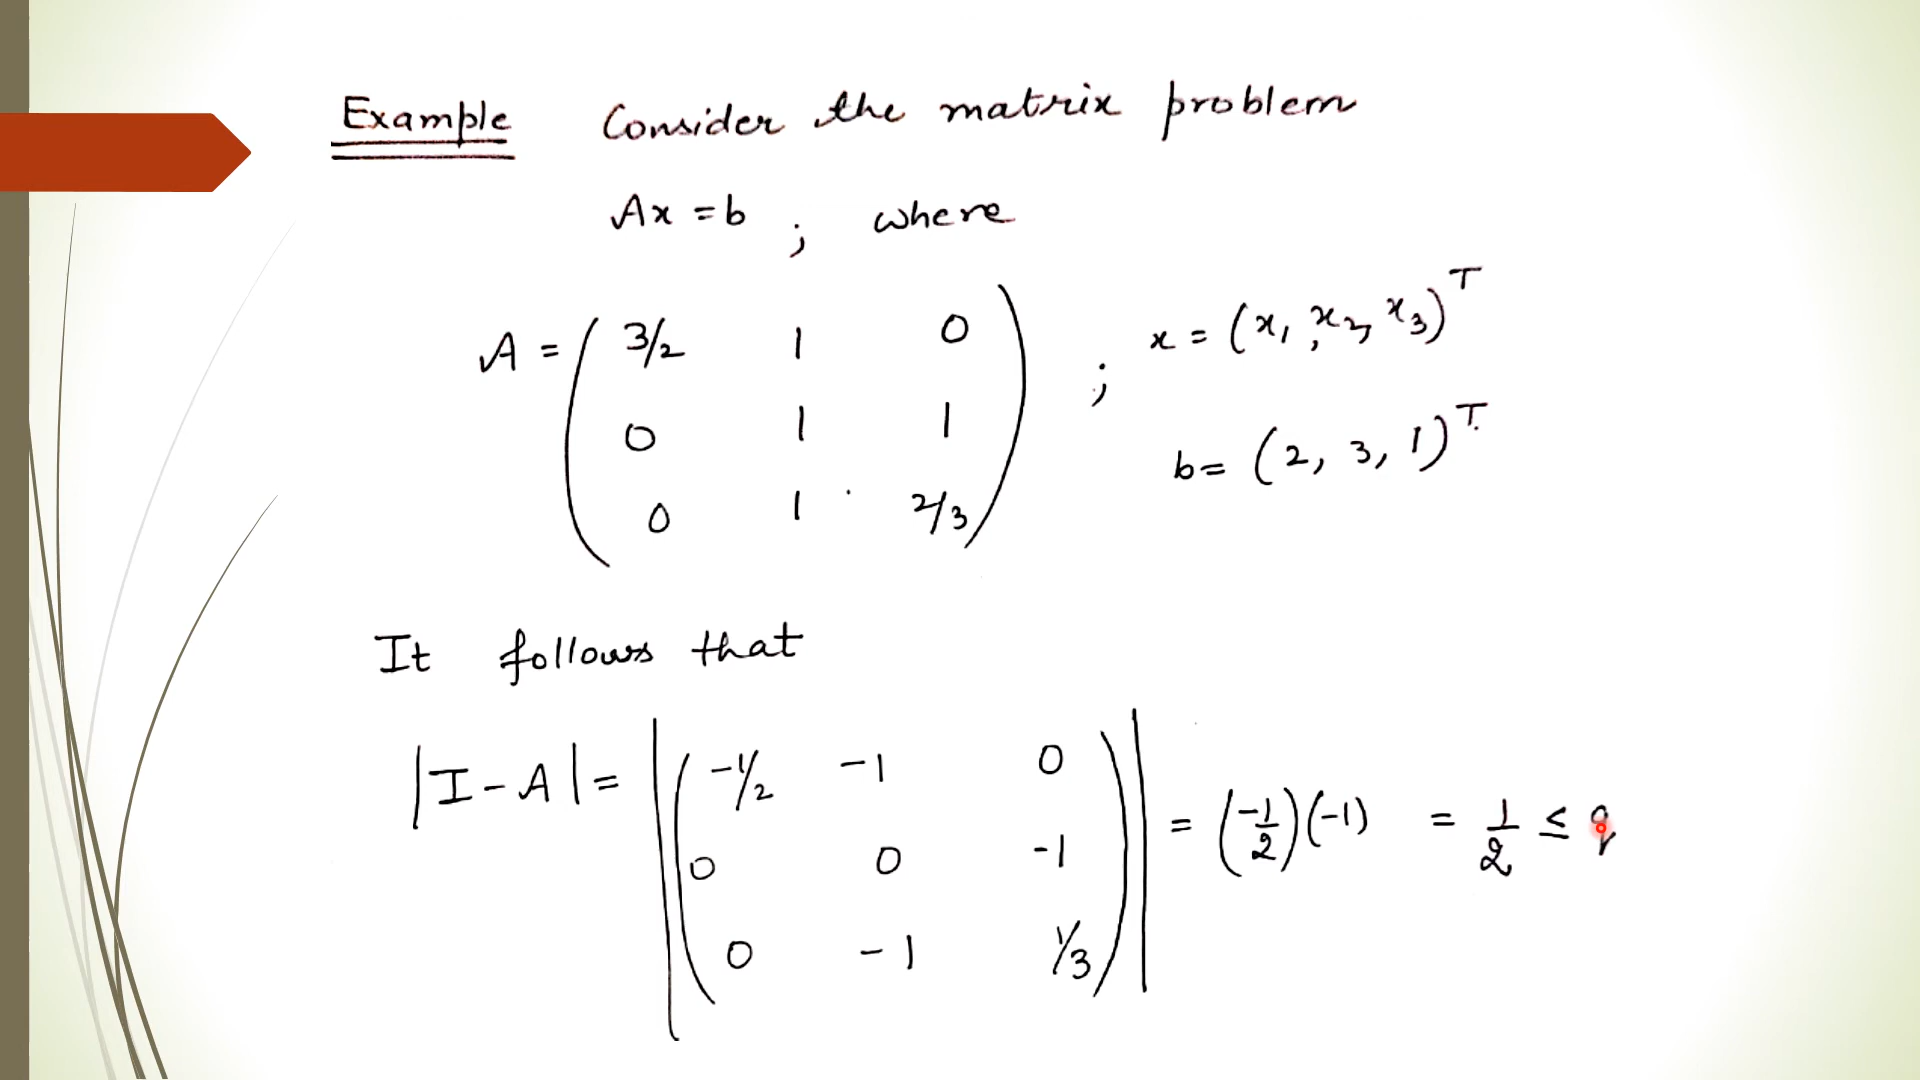 Example Consider the matrix problem
Ax = b ; where
A = ( 3/2 1 0
0 1 1
0 1 2/3 ) ;
x = (x₁, x₂, x₃)ᵀ
b = (2, 3, 1)ᵀ.
It follows that
|I - A| = | ( -1/2 -1 0
0 0 -1
0 -1 1/3 ) | = (-1/2)(-1) = 1/2 ≤ q